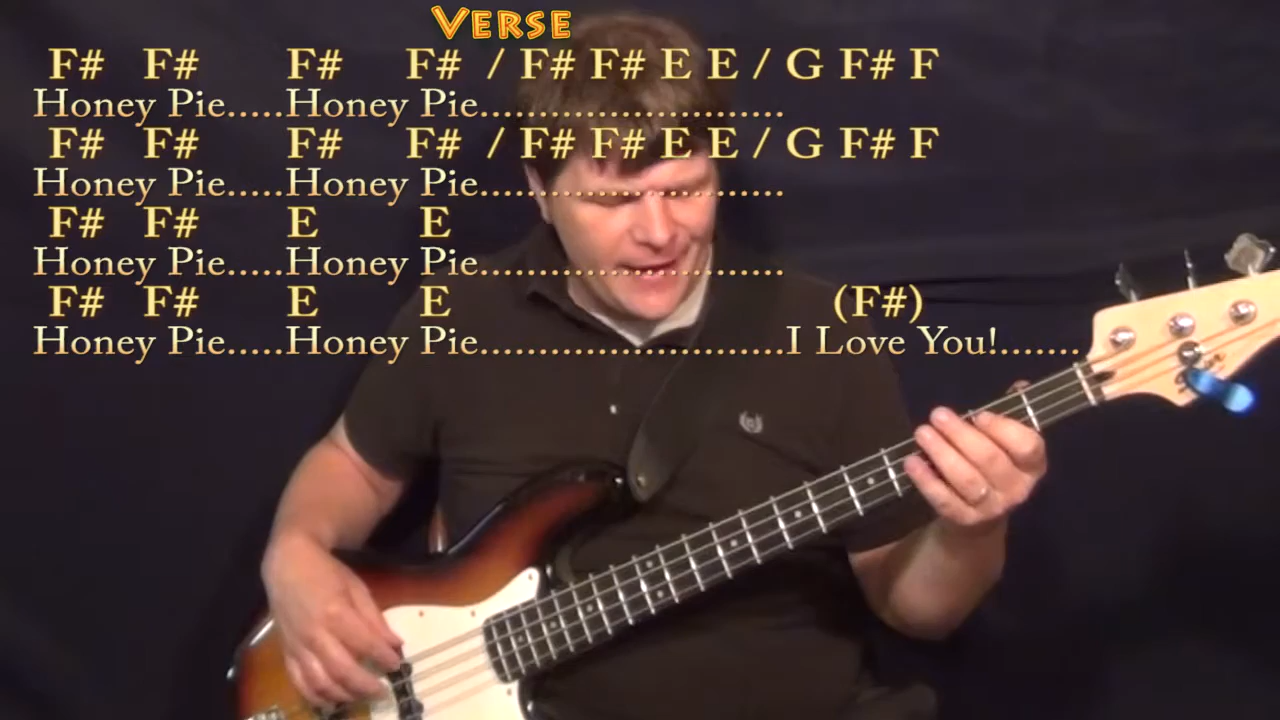 VERSE
F# F# F# F# / F# F# E E / G F# F
Honey Pie.....Honey Pie..........................
F# F# F# F# / F# F# E E / G F# F
Honey Pie.....Honey Pie..........................
F# F# E E
Honey Pie.....Honey Pie..........................
F# F# E E (F#)
Honey Pie.....Honey Pie..........................I Love You!.......